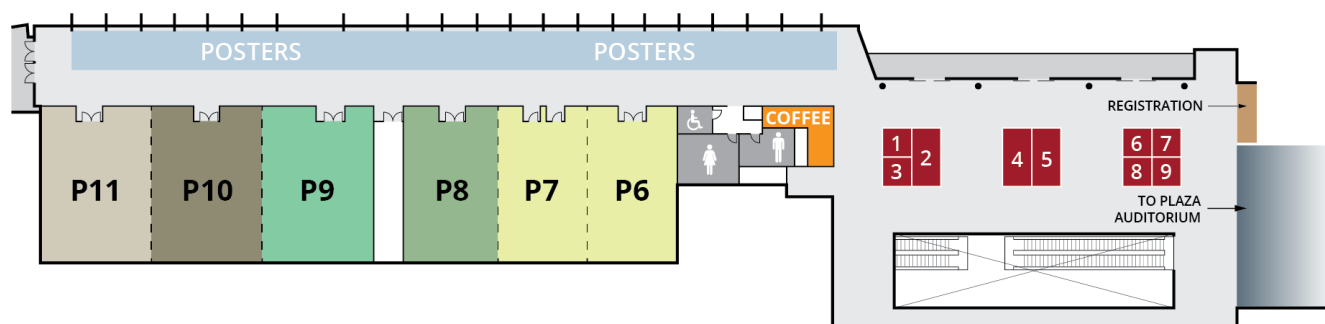 POSTERS
POSTERS
P11
P10
P9
P8
P7
P6
COFFEE
REGISTRATION
1
2
3
4
5
6
7
8
9
TO PLAZA
AUDITORIUM